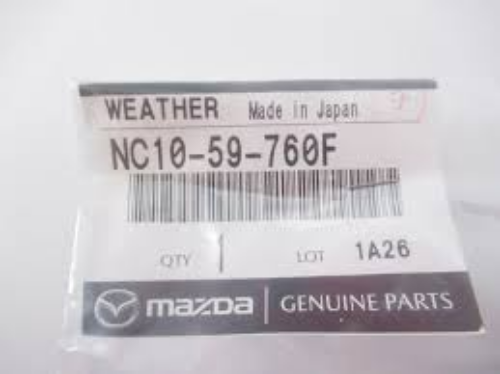 WEATHER Made in Japan
NC10-59-760F
QTY 1 LOT 1A26
mazda GENUINE PARTS